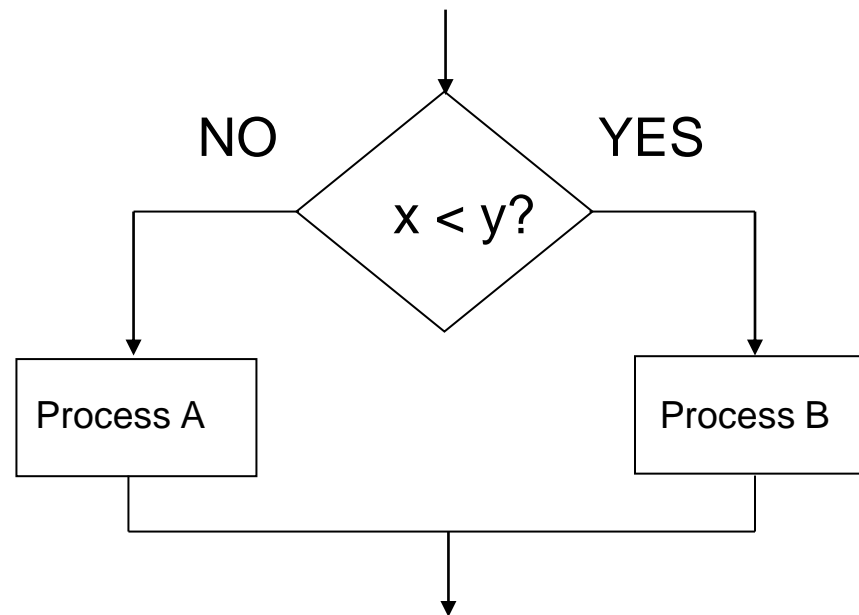 NO
YES
x < y?
Process A
Process B